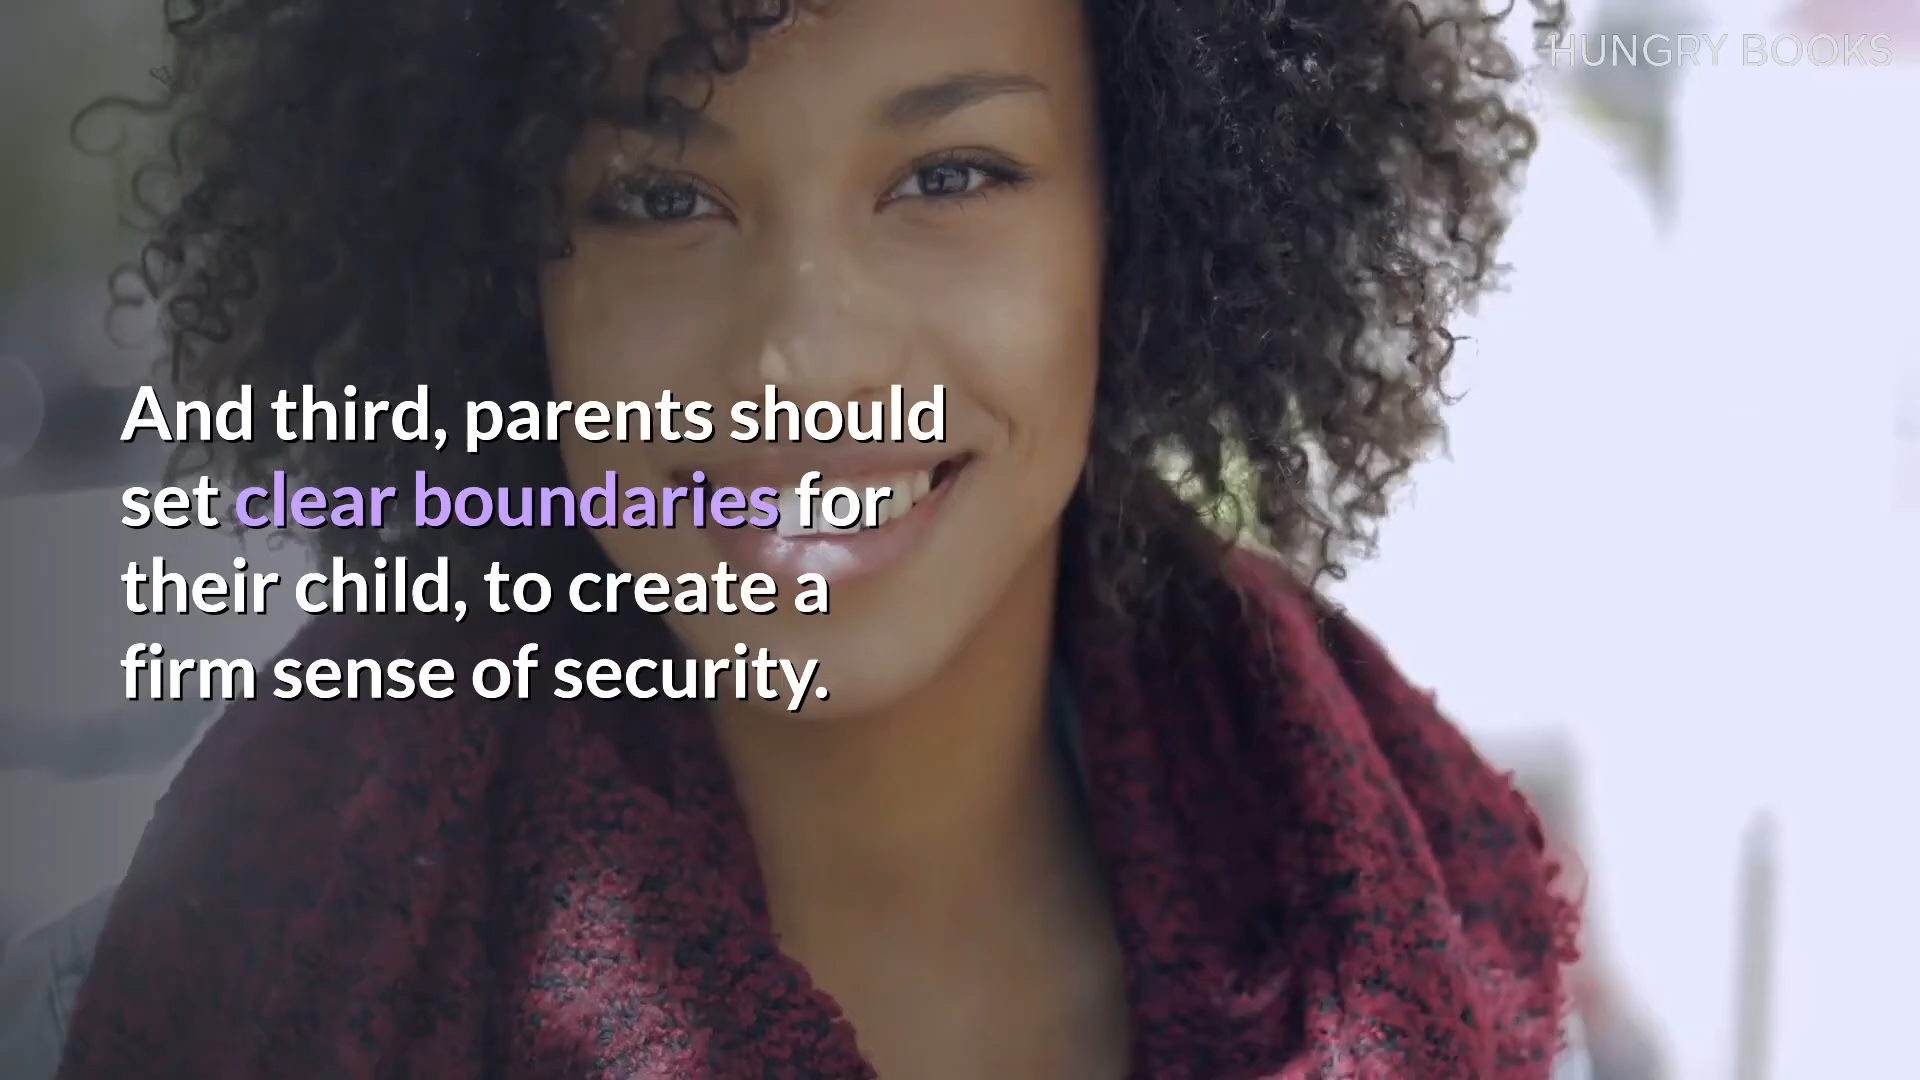 HUNGRY BOOKS
And third, parents should
set clear boundaries for
their child, to create a
firm sense of security.